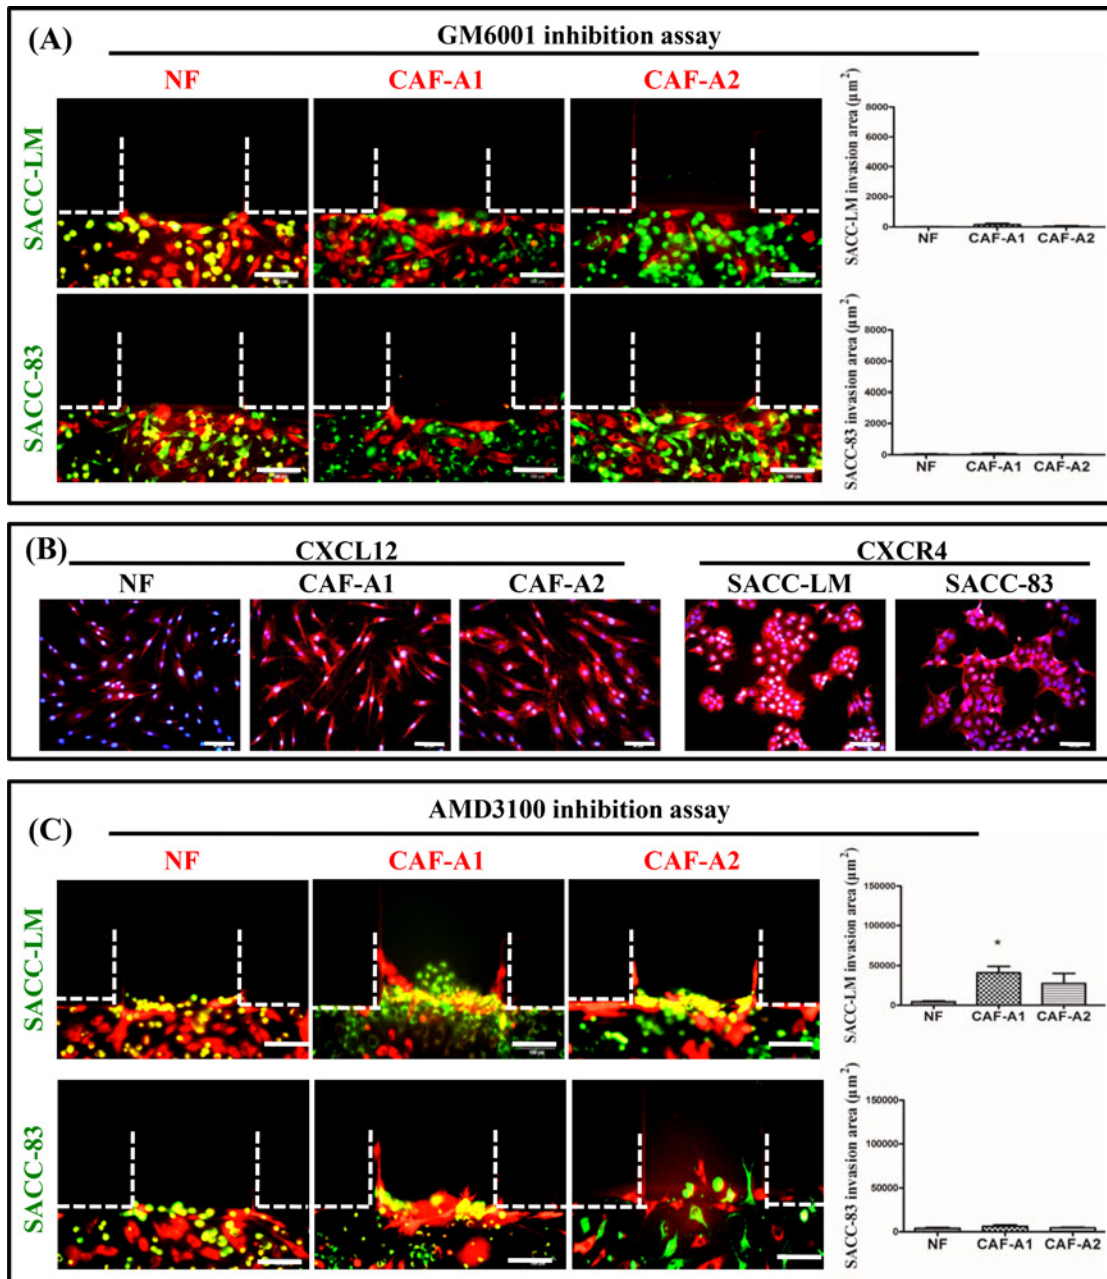 (A)
GM6001 inhibition assay
NF CAF-A1 CAF-A2
SACC-LM
SACC-LM invasion area (µm²)
8000
6000
4000
2000
0
NF CAF-A1 CAF-A2
SACC-83
SACC-83 invasion area (µm²)
8000
6000
4000
2000
0
NF CAF-A1 CAF-A2
(B)
CXCL12 CXCR4
NF CAF-A1 CAF-A2 SACC-LM SACC-83
(C)
AMD3100 inhibition assay
NF CAF-A1 CAF-A2
SACC-LM
SACC-LM invasion area (µm²)
150000
100000
50000
0
*
NF CAF-A1 CAF-A2
SACC-83
SACC-83 invasion area (µm²)
150000
100000
50000
0
NF CAF-A1 CAF-A2